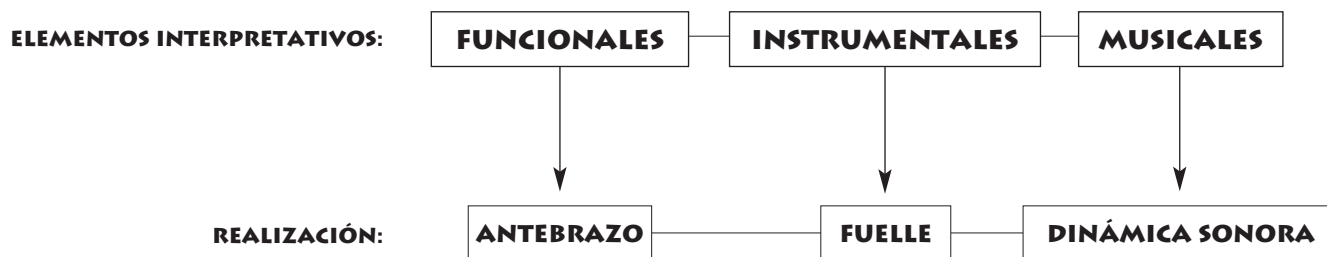 ELEMENTOS INTERPRETATIVOS: FUNCIONALES INSTRUMENTALES MUSICALES
REALIZACIÓN: ANTEBRAZO FUELLE DINÁMICA SONORA